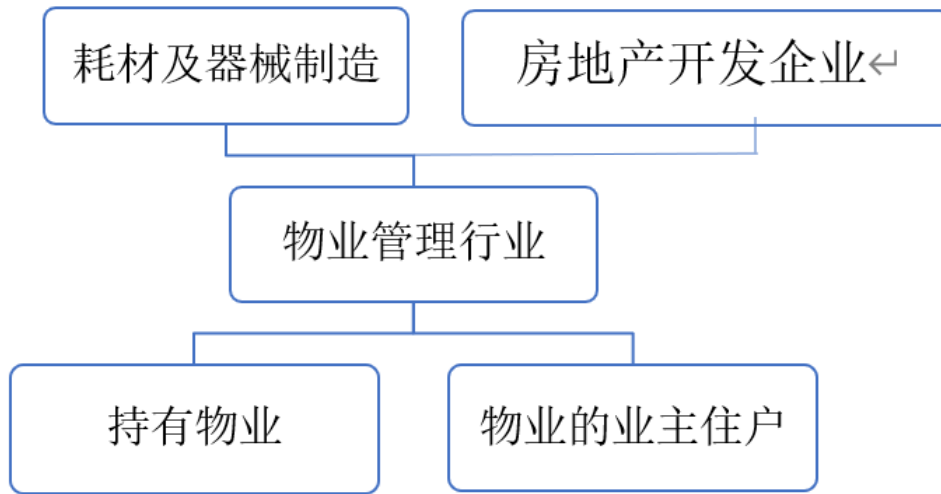 耗材及器械制造
房地产开发企业↵
物业管理行业
持有物业
物业的业主住户